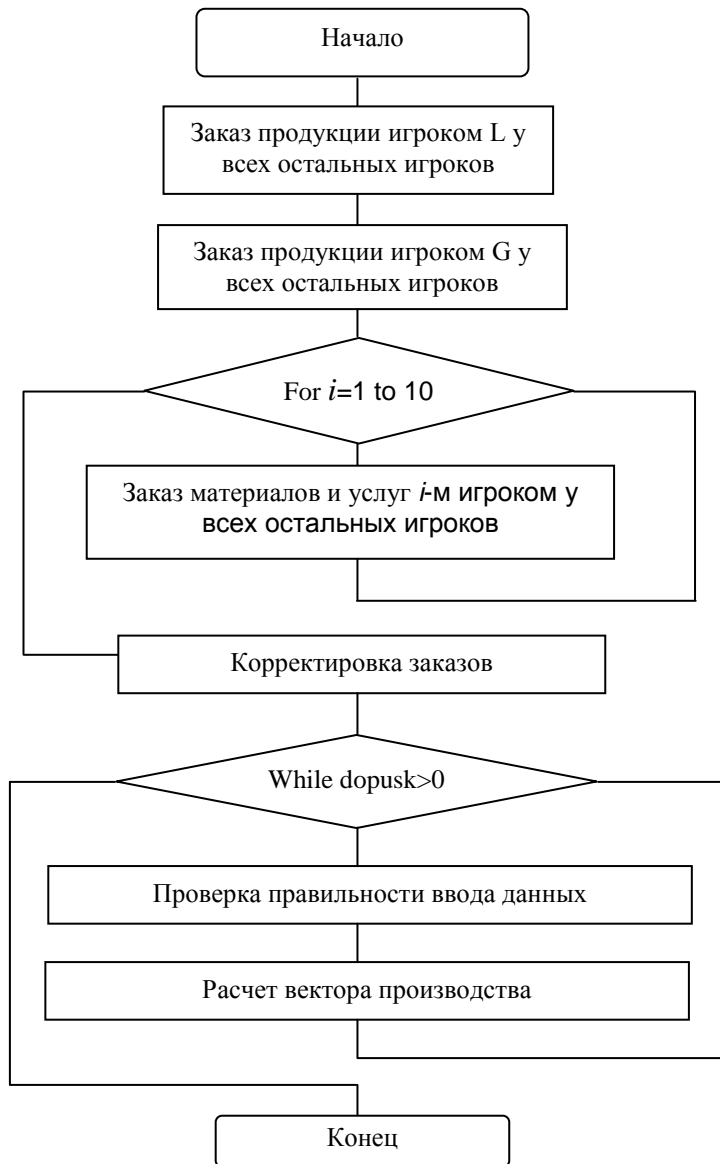 Начало
Заказ продукции игроком L у
всех остальных игроков
Заказ продукции игроком G у
всех остальных игроков
For i=1 to 10
Заказ материалов и услуг i-м игроком у
всех остальных игроков
Корректировка заказов
While dopusk>0
Проверка правильности ввода данных
Расчет вектора производства
Конец